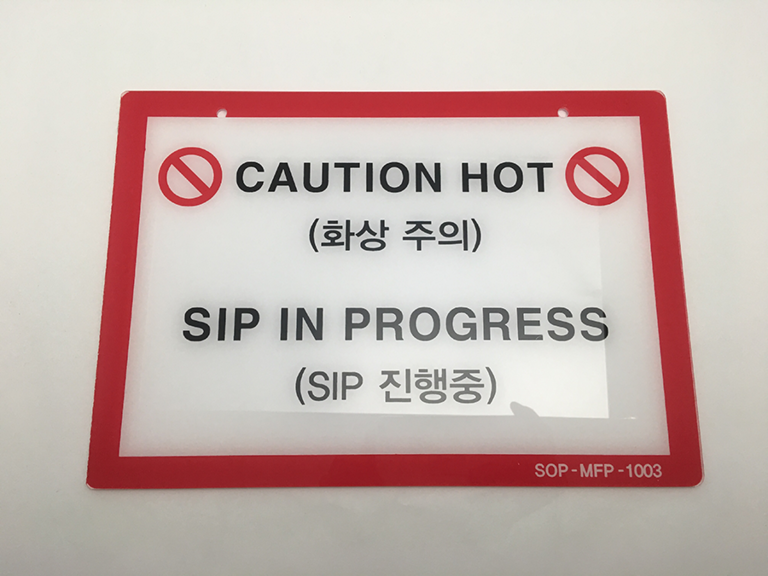 CAUTION HOT
(화상 주의)
SIP IN PROGRESS
(SIP 진행중)
SOP-MFP-1003